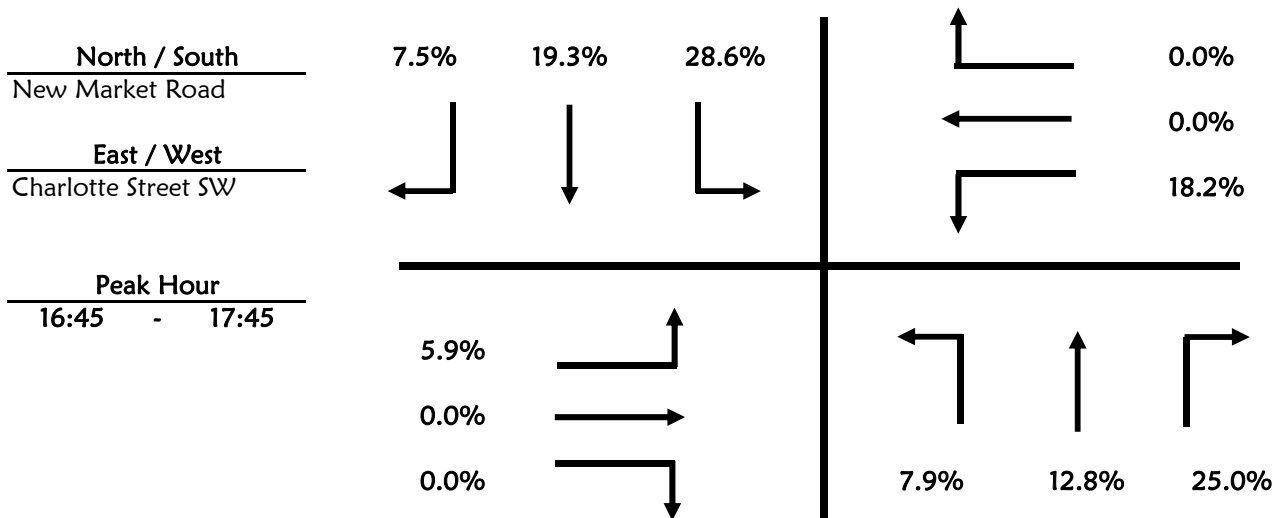 North / South
New Market Road
East / West
Charlotte Street SW
Peak Hour
16:45 - 17:45
7.5% 19.3% 28.6%
0.0%
0.0%
18.2%
5.9%
0.0%
0.0%
7.9% 12.8% 25.0%